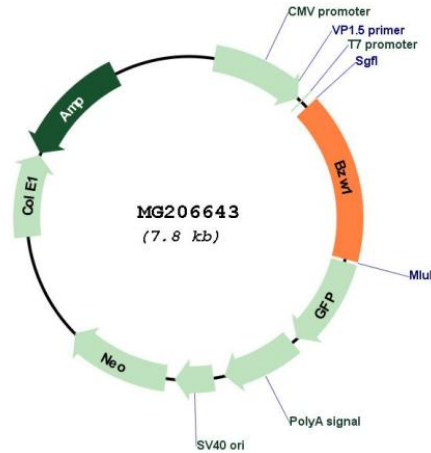 CMV promoter
VP1.5 primer
T7 promoter
SgfI
Bzw1
MluI
GFP
PolyA signal
SV40 ori
Neo
Col E1
Amp
MG206643
(7.8 kb)